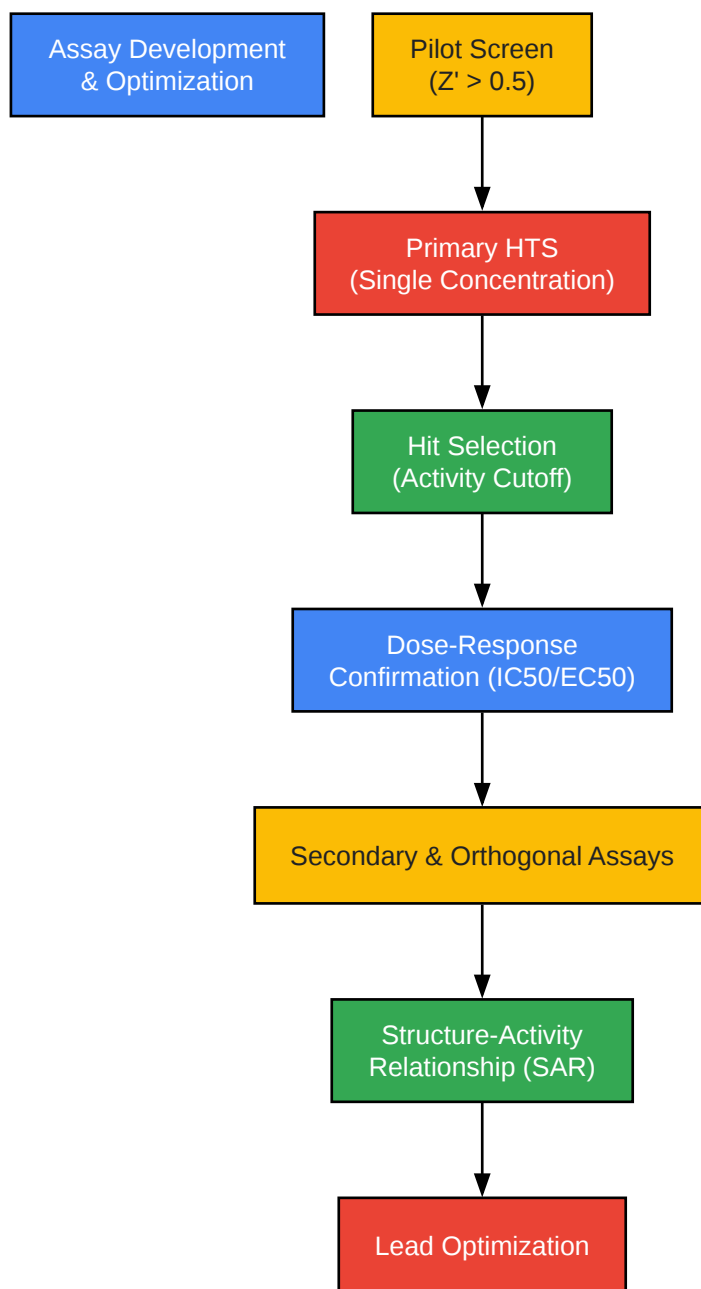 Assay Development
& Optimization
Pilot Screen
(Z' > 0.5)
Primary HTS
(Single Concentration)
Hit Selection
(Activity Cutoff)
Dose-Response
Confirmation (IC50/EC50)
Secondary & Orthogonal Assays
Structure-Activity
Relationship (SAR)
Lead Optimization